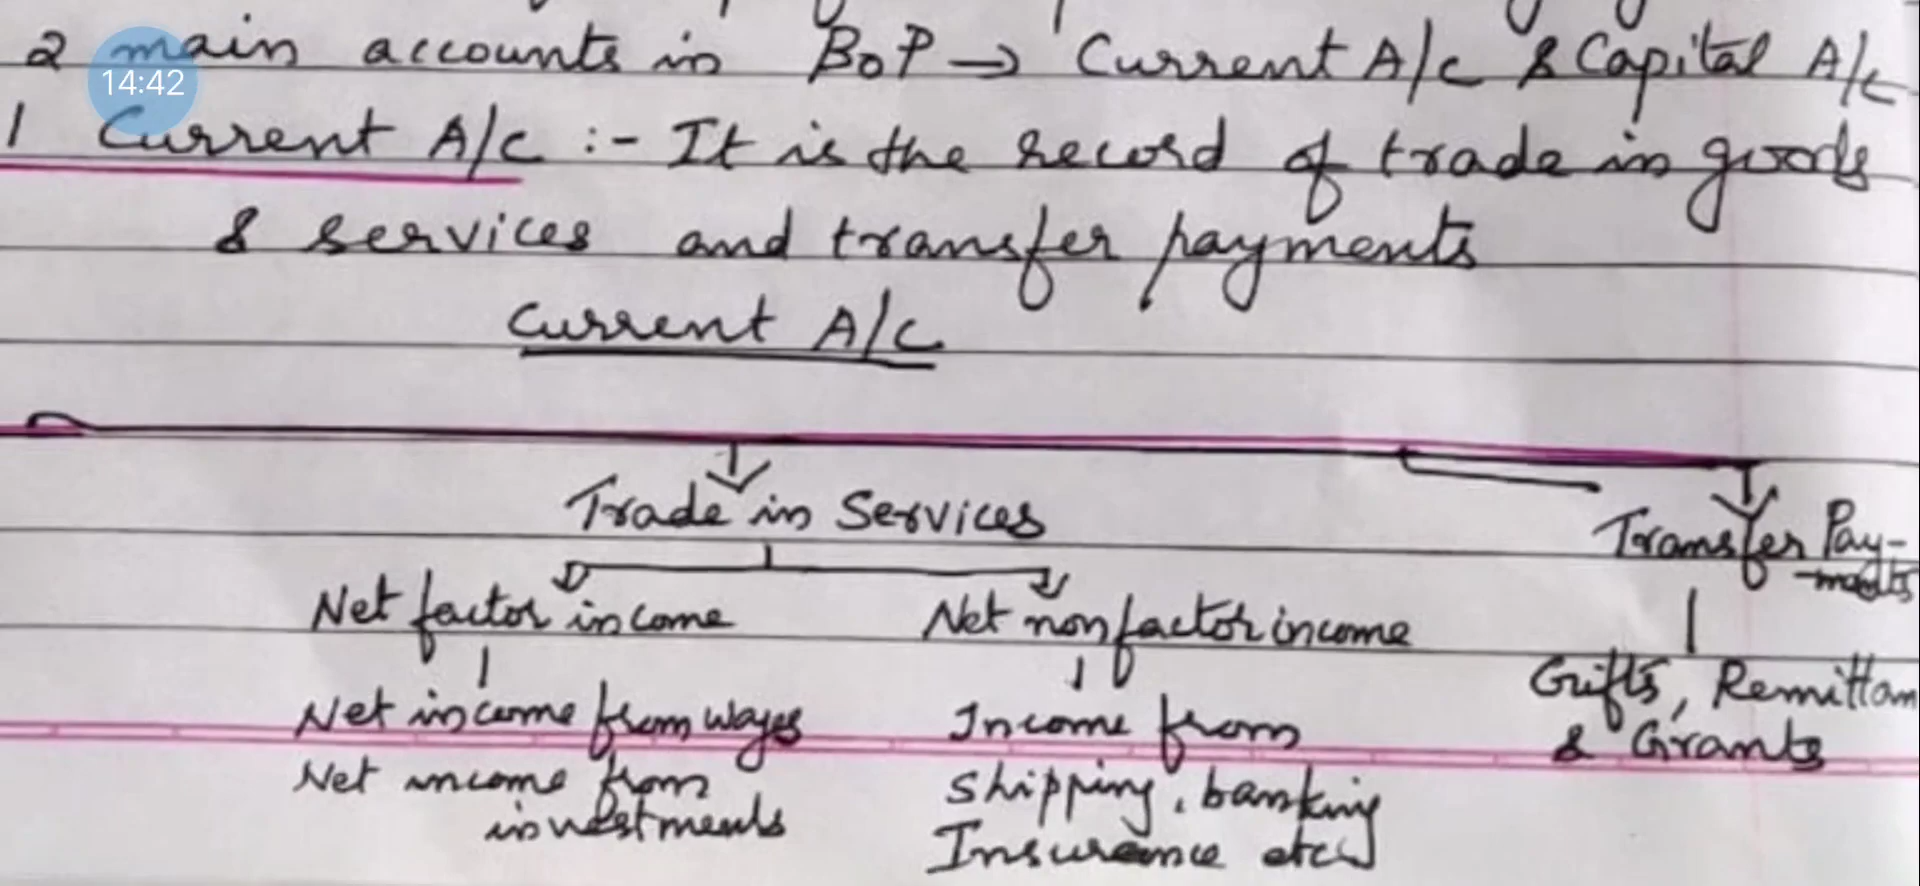 2 main accounts in BoP → Current A/c & Capital A/c
14:42
1 Current A/c :- It is the record of trade in goods
& services and transfer payments
Current A/c
Trade in Services
Transfer Pay-
-ments
Net factor income
Net non factor income
Gifts, Remittan
& Grants
Net income from wages
Income from
Net income from
investments
shipping, banking
Insurance etc